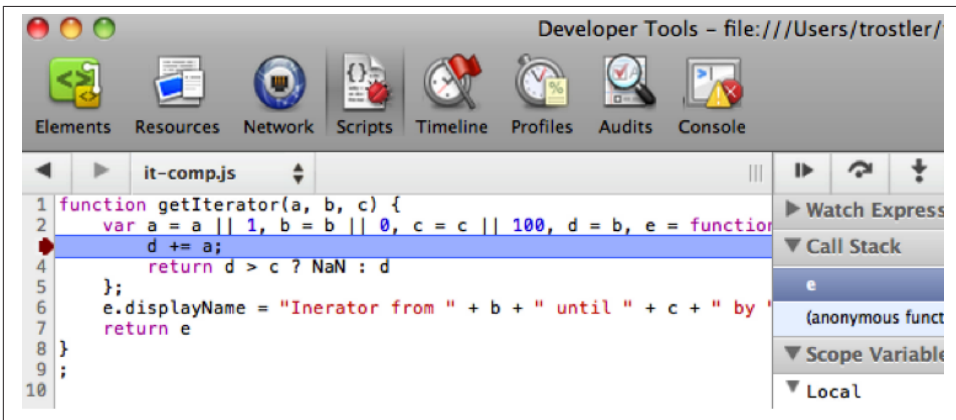 Developer Tools – file:///Users/trostler/
Elements Resources Network Scripts Timeline Profiles Audits Console
it-comp.js
1 function getIterator(a, b, c) {
2 var a = a || 1, b = b || 0, c = c || 100, d = b, e = function
d += a;
4 return d > c ? NaN : d
5 };
6 e.displayName = "Inerator from " + b + " until " + c + " by "
7 return e
8 }
9 ;
10
Watch Express
Call Stack
e
(anonymous funct
Scope Variable
Local